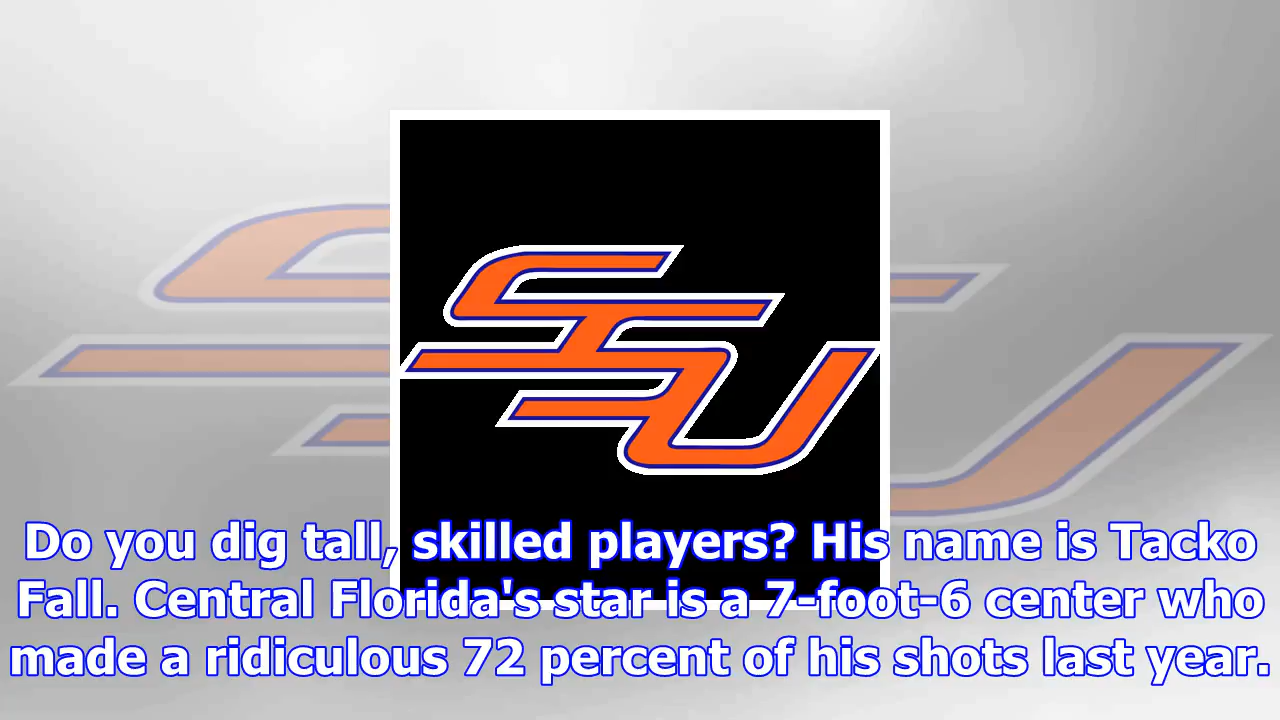 SU
Do you dig tall, skilled players? His name is Tacko
Fall. Central Florida's star is a 7-foot-6 center who
made a ridiculous 72 percent of his shots last year.